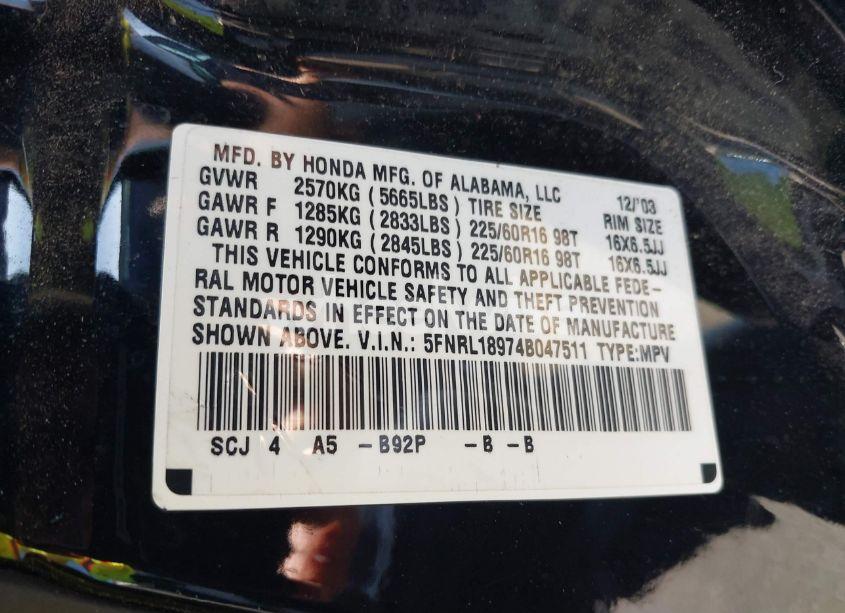 MFD. BY HONDA MFG. OF ALABAMA, LLC 12/'03
GVWR 2570KG (5665LBS) TIRE SIZE RIM SIZE
GAWR F 1285KG (2833LBS) 225/60R16 98T 16X6.5JJ
GAWR R 1290KG (2845LBS) 225/60R16 98T 16X6.5JJ
THIS VEHICLE CONFORMS TO ALL APPLICABLE FEDE-
RAL MOTOR VEHICLE SAFETY AND THEFT PREVENTION
STANDARDS IN EFFECT ON THE DATE OF MANUFACTURE
SHOWN ABOVE. V.I.N.: 5FNRL18974B047511 TYPE:MPV
SCJ 4 A5 -B92P -B -B